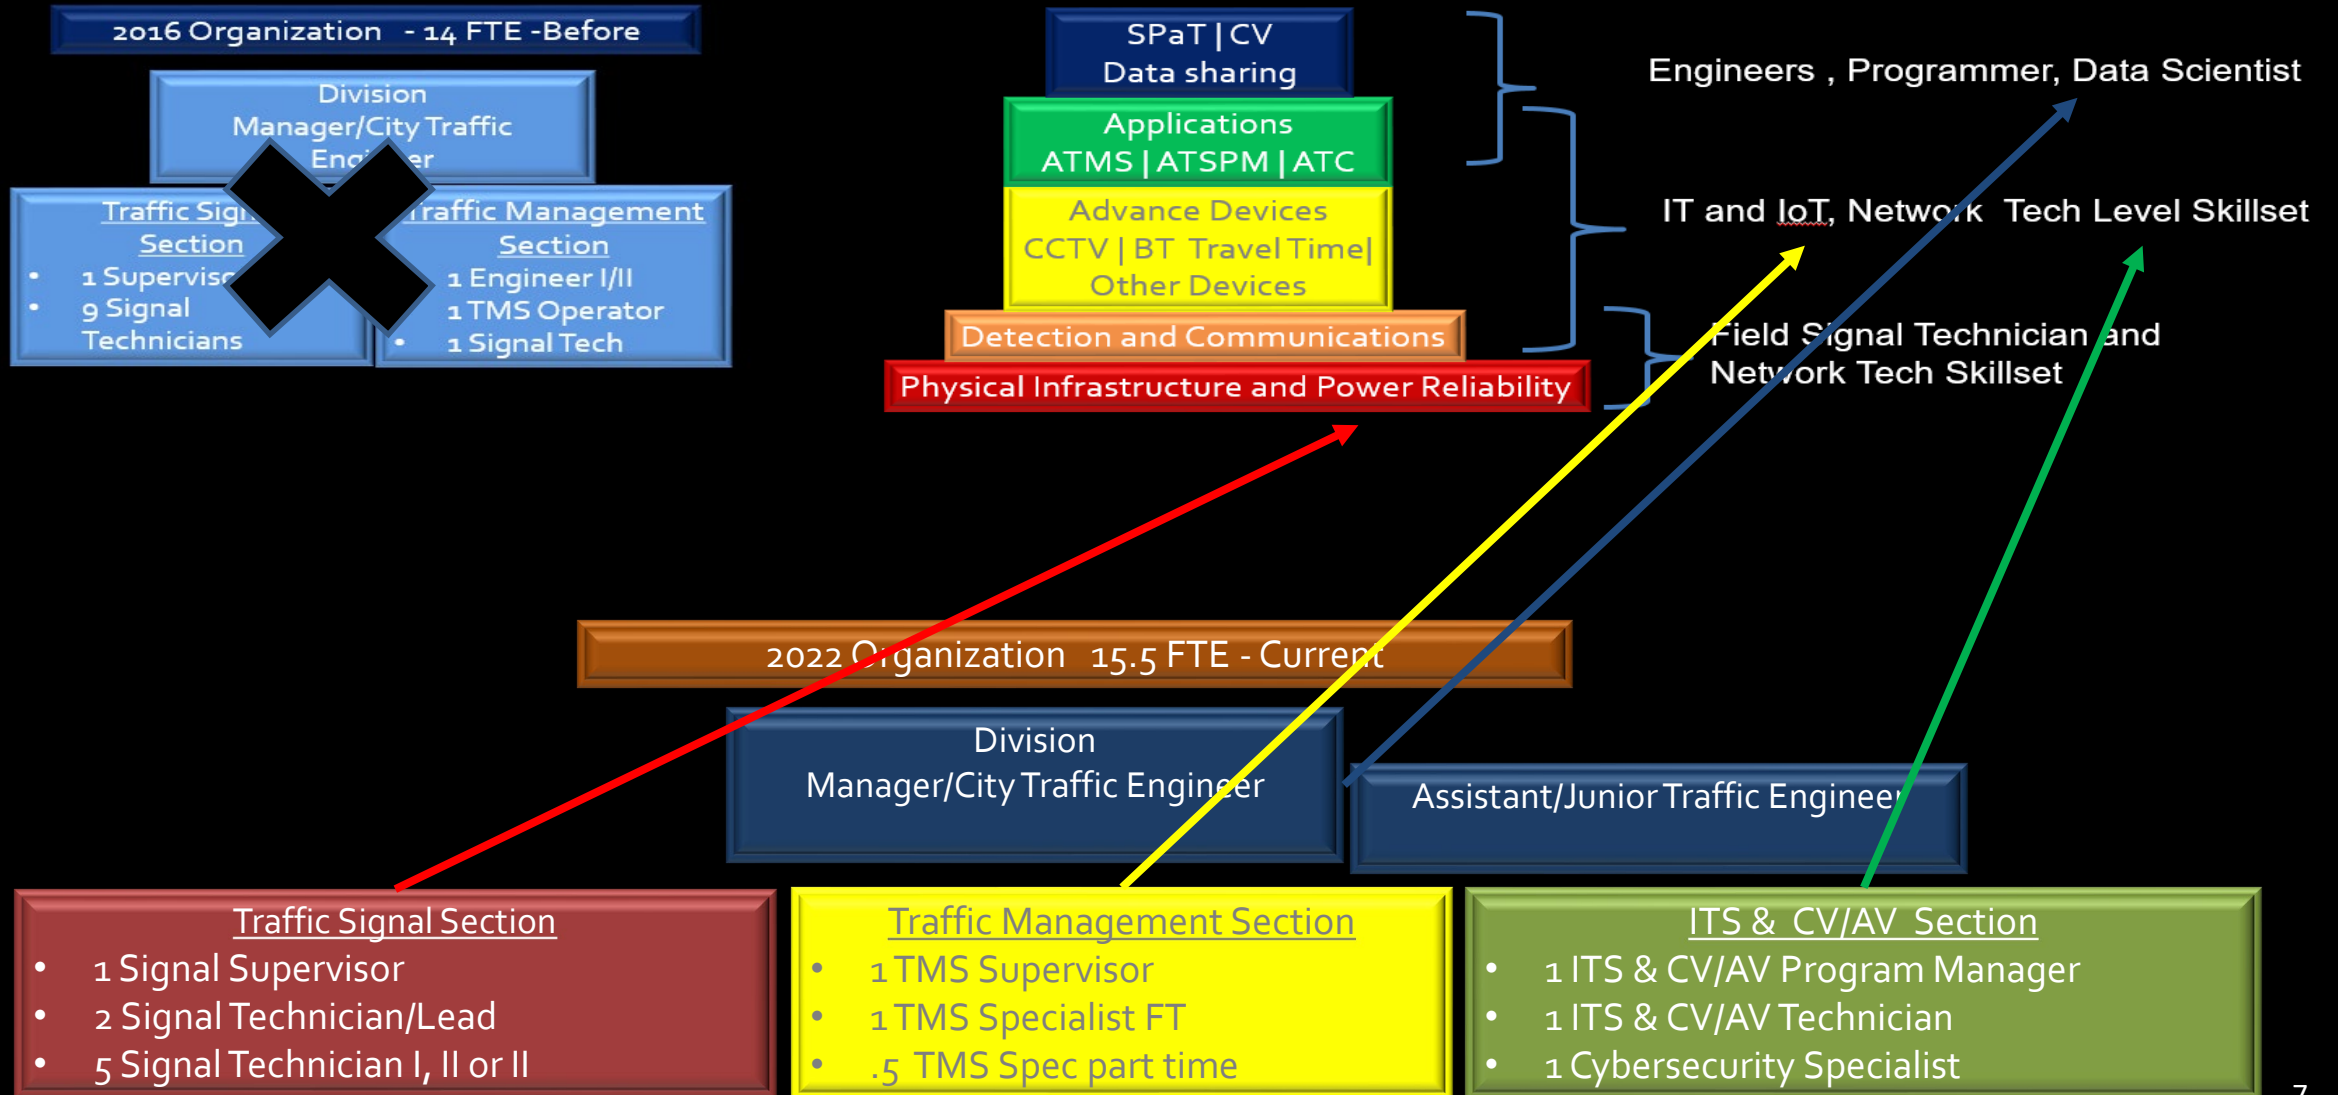 2016 Organization - 14 FTE -Before
Division
Manager/City Traffic
Traffic
Section
• 1
• 9 Signal
Technicians
Traffic Management
Section
1 Engineer I/II
1 TMS Operator
• 1 Signal Tech
SPaT | CV
Data sharing
Applications
ATMS | ATSPM | ATC
Advance Devices
CCTV | BT Travel Time|
Other Devices
Detection and Communications
Physical Infrastructure and Power Reliability
Engineers , Programmer, Data Scientist
IT and IoT, Network Tech Level Skillset
Field Signal Technician and
Network Tech Skillset
2022 Organization 15.5 FTE - Current
Division
Manager/City Traffic Engineer
Assistant/Junior Traffic Engineer
Traffic Signal Section
• 1 Signal Supervisor
• 2 Signal Technician/Lead
• 5 Signal Technician I, II or II
Traffic Management Section
• 1 TMS Supervisor
• 1 TMS Specialist FT
• .5 TMS Spec part time
ITS & CV/AV Section
• 1 ITS & CV/AV Program Manager
• 1 ITS & CV/AV Technician
• 1 Cybersecurity Specialist
7